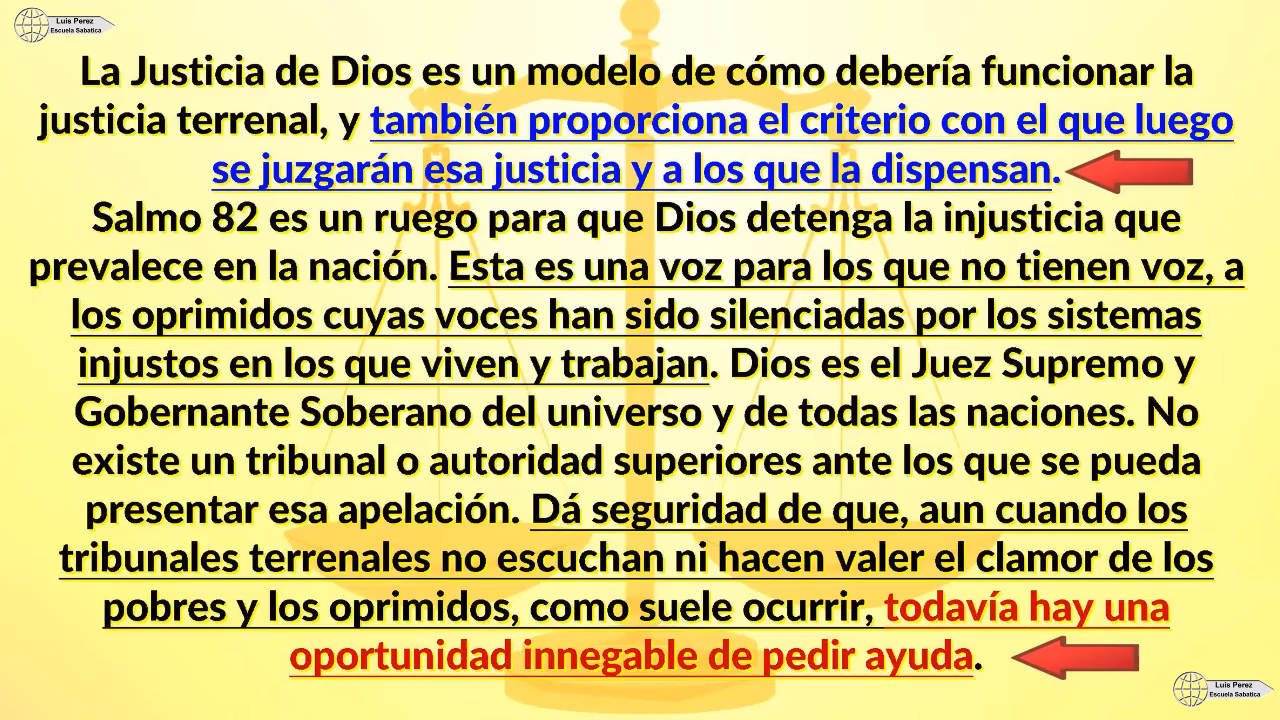 Luis Perez
Escuela Sabatica
La Justicia de Dios es un modelo de cómo debería funcionar la
justicia terrenal, y también proporciona el criterio con el que luego
se juzgarán esa justicia y a los que la dispensan.
Salmo 82 es un ruego para que Dios detenga la injusticia que
prevalece en la nación. Esta es una voz para los que no tienen voz, a
los oprimidos cuyas voces han sido silenciadas por los sistemas
injustos en los que viven y trabajan. Dios es el Juez Supremo y
Gobernante Soberano del universo y de todas las naciones. No
existe un tribunal o autoridad superiores ante los que se pueda
presentar esa apelación. Dá seguridad de que, aun cuando los
tribunales terrenales no escuchan ni hacen valer el clamor de los
pobres y los oprimidos, como suele ocurrir, todavía hay una
oportunidad innegable de pedir ayuda.
Luis Perez
Escuela Sabatica